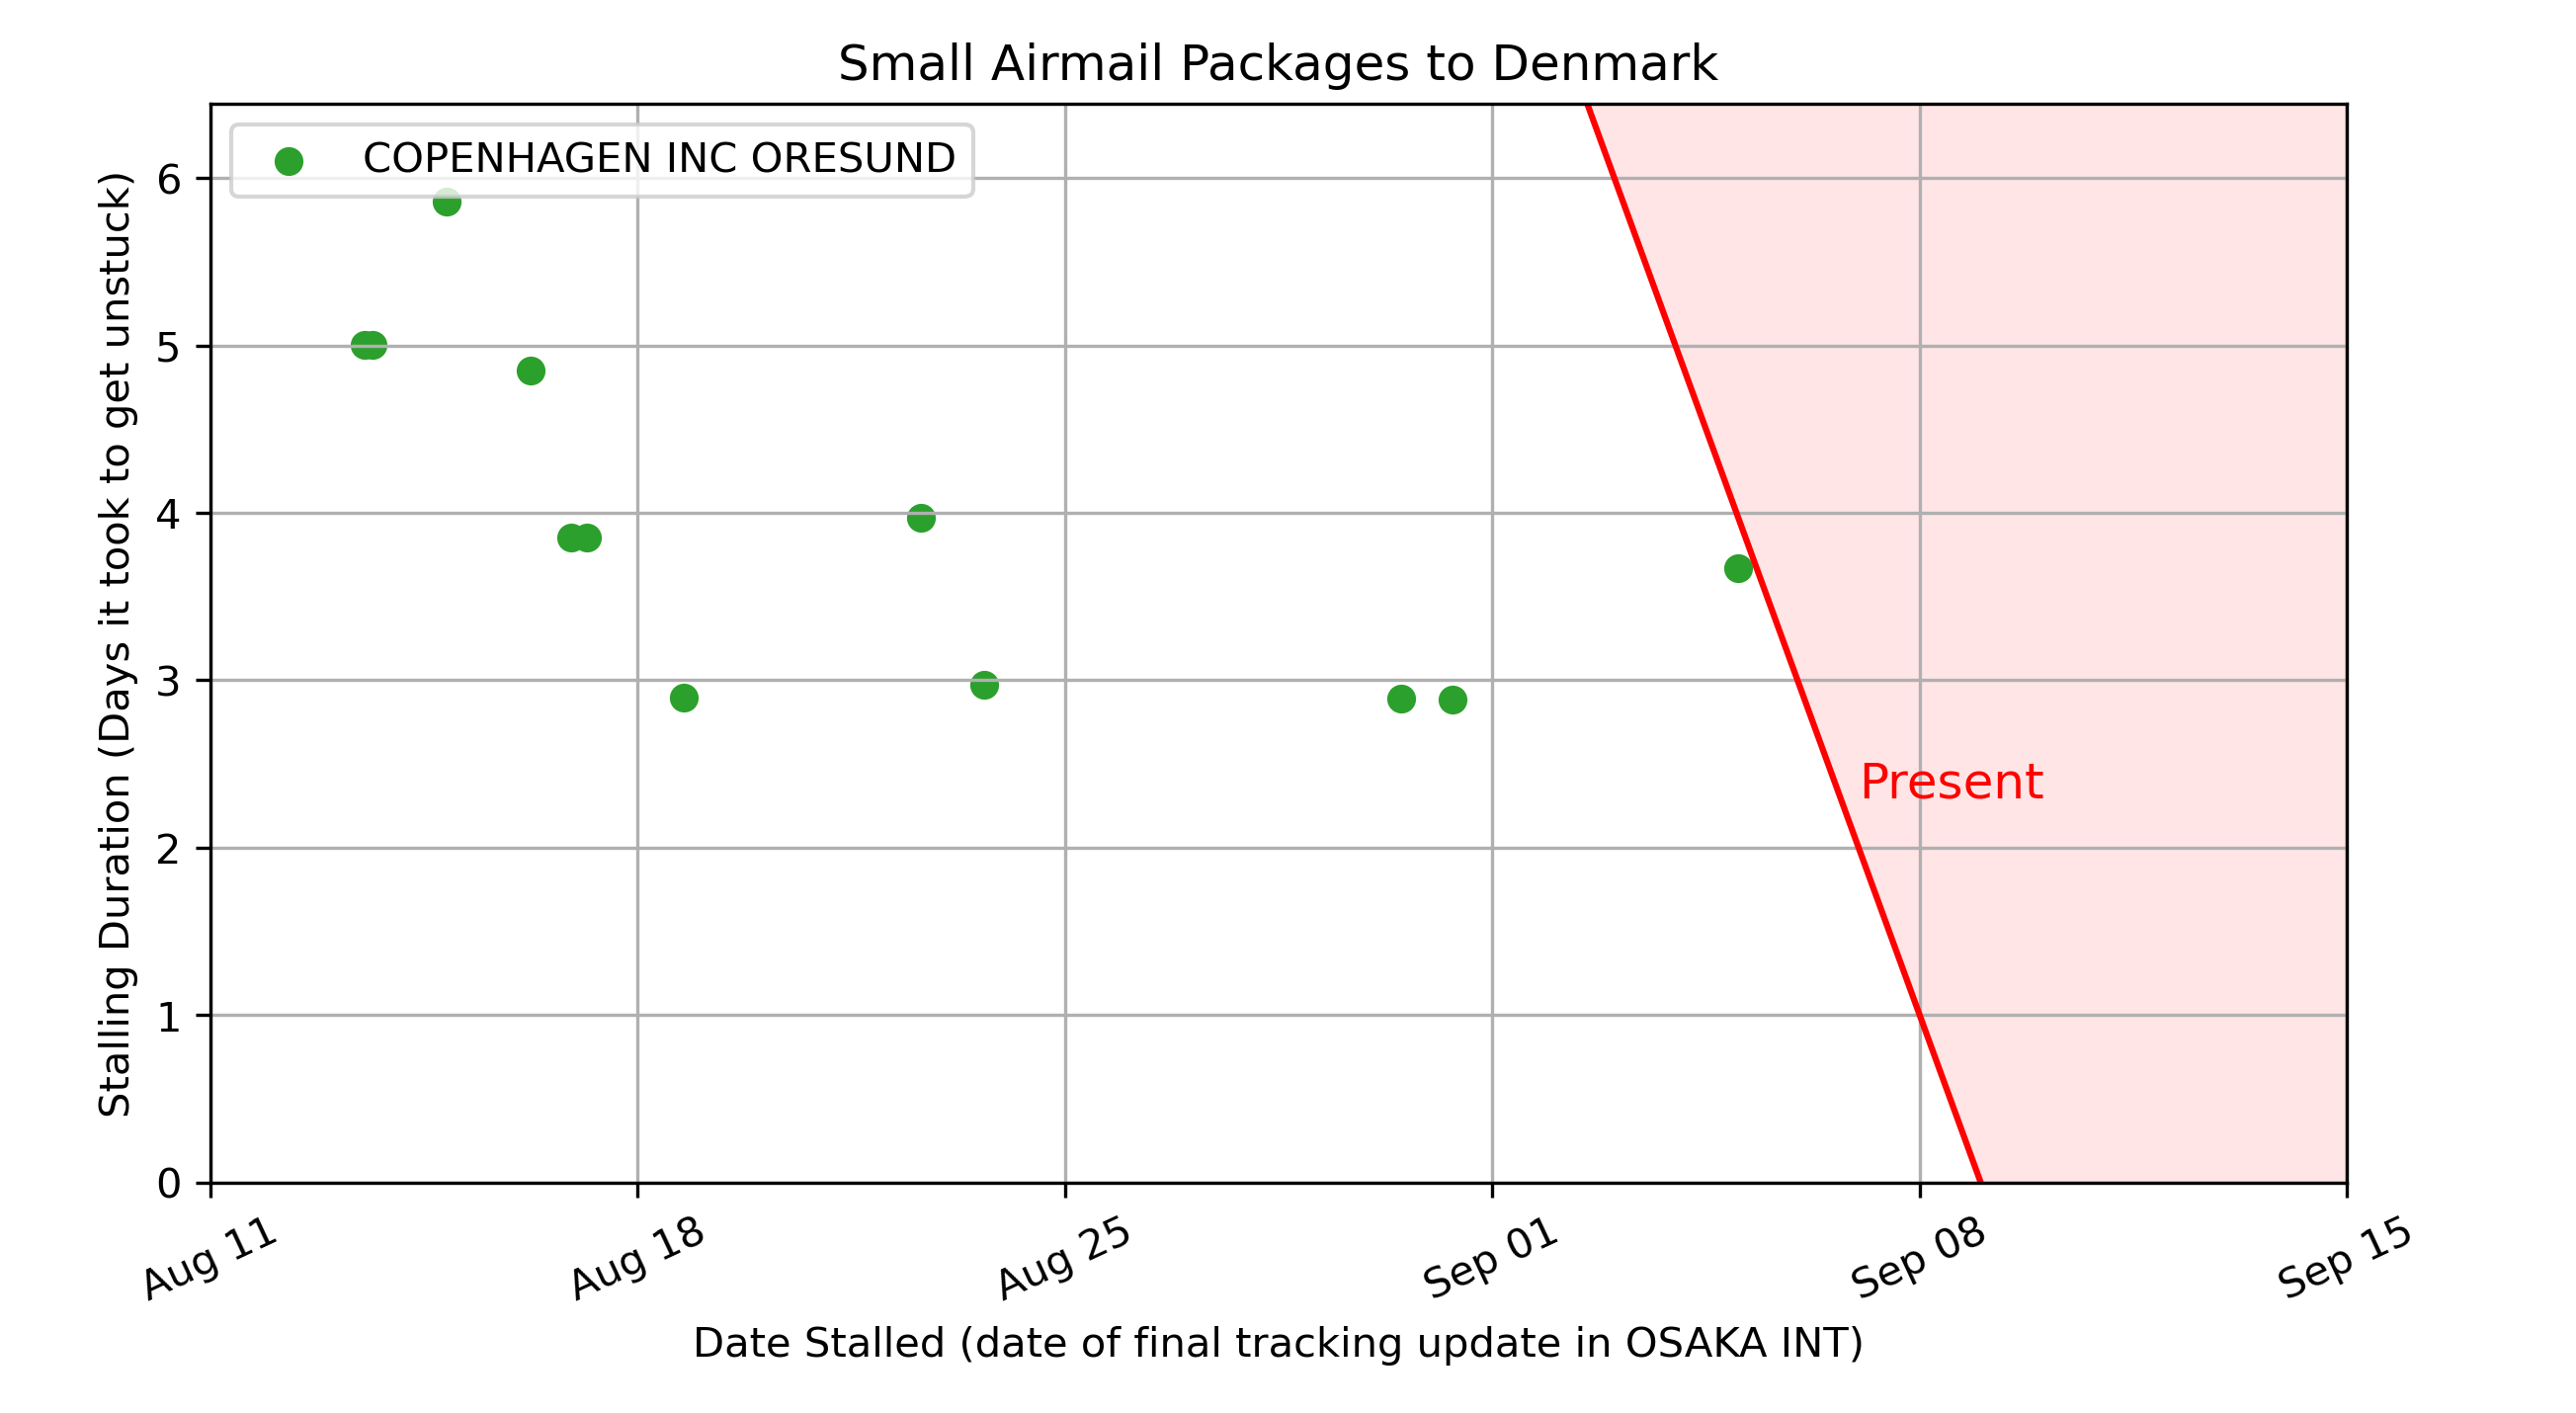 Small Airmail Packages to Denmark
COPENHAGEN INC ORESUND
Stalling Duration (Days it took to get unstuck)
6
5
4
3
2
1
0
Present
Aug 11
Aug 18
Aug 25
Sep 01
Sep 08
Sep 15
Date Stalled (date of final tracking update in OSAKA INT)